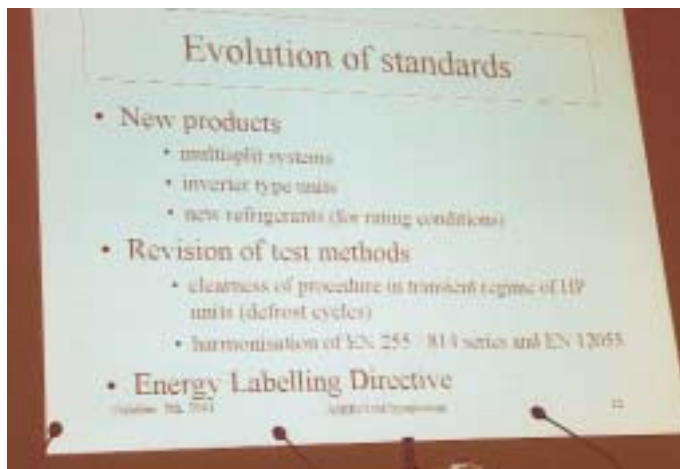 Evolution of standards
• New products
• multisplit systems
• inverter type units
• new refrigerants (for rating conditions)
• Revision of test methods
• clearness of procedure in transient regime of HP
units (defrost cycles)
• harmonisation of EN 255 814 series and EN 12055
• Energy Labelling Directive